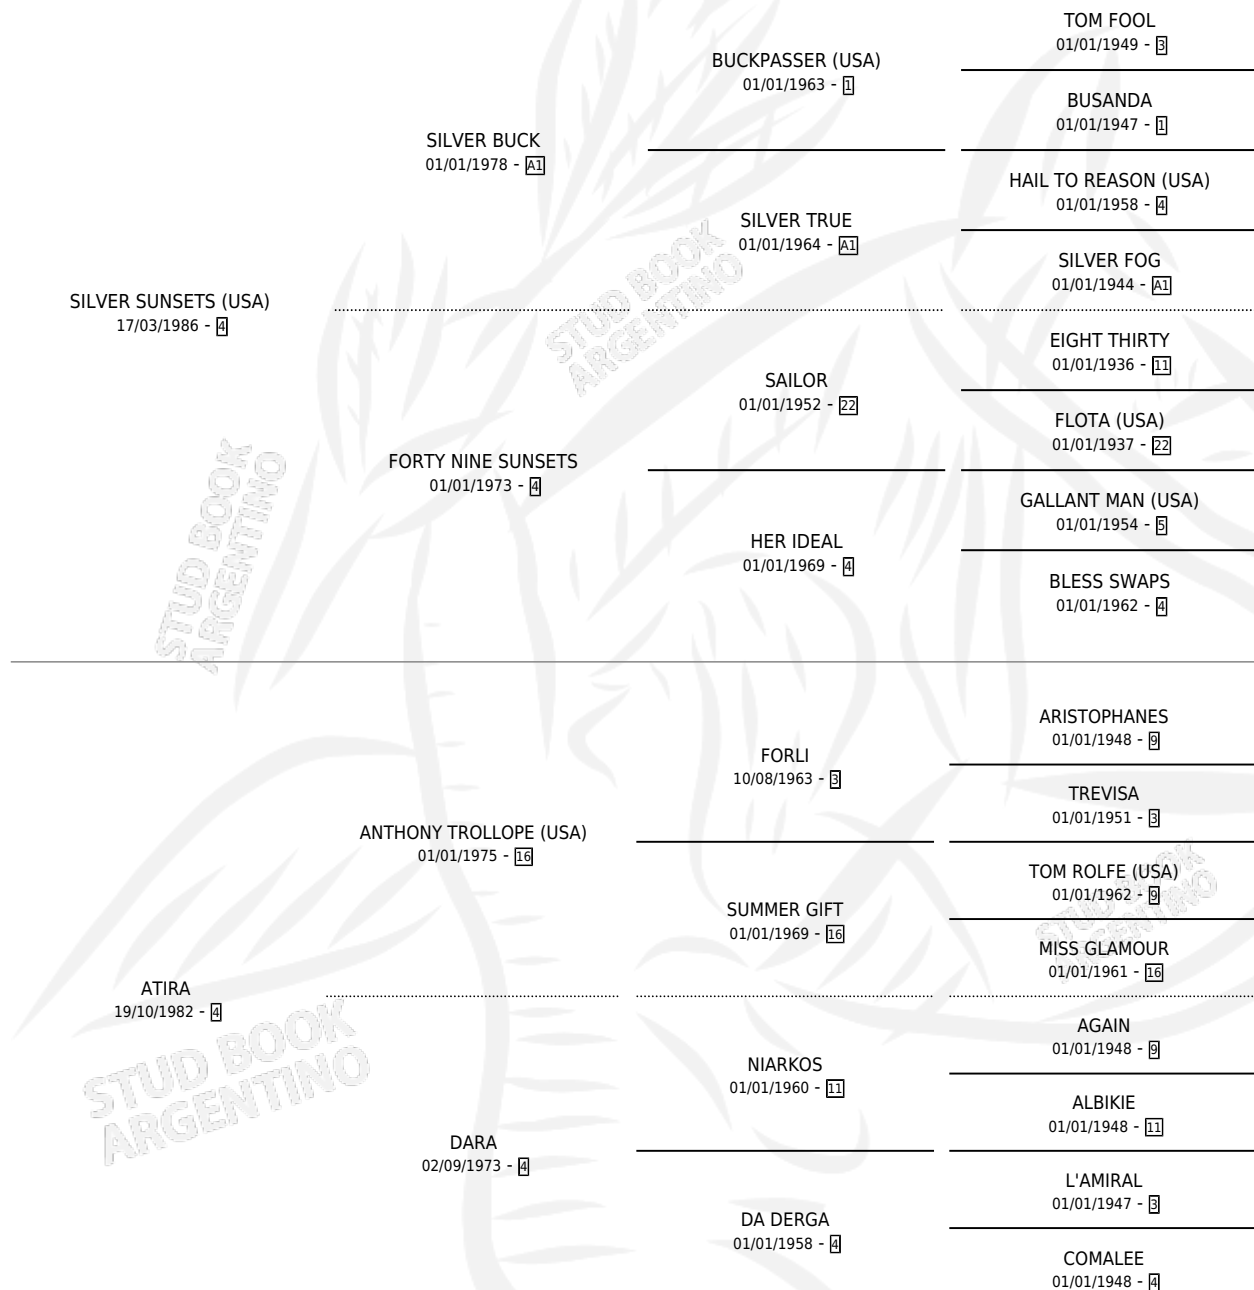 SILVER SUNSETS (USA)
17/03/1986 - 4
SILVER BUCK
01/01/1978 - A1
BUCKPASSER (USA)
01/01/1963 - 1
TOM FOOL
01/01/1949 - 3
BUSANDA
01/01/1947 - 1
SILVER TRUE
01/01/1964 - A1
HAIL TO REASON (USA)
01/01/1958 - 4
SILVER FOG
01/01/1944 - A1
FORTY NINE SUNSETS
01/01/1973 - 4
SAILOR
01/01/1952 - 22
EIGHT THIRTY
01/01/1936 - 11
FLOTA (USA)
01/01/1937 - 22
HER IDEAL
01/01/1969 - 4
GALLANT MAN (USA)
01/01/1954 - 5
BLESS SWAPS
01/01/1962 - 4
ATIRA
19/10/1982 - 4
ANTHONY TROLLOPE (USA)
01/01/1975 - 16
FORLI
10/08/1963 - 3
ARISTOPHANES
01/01/1948 - 9
TREVISA
01/01/1951 - 3
SUMMER GIFT
01/01/1969 - 16
TOM ROLFE (USA)
01/01/1962 - 9
MISS GLAMOUR
01/01/1961 - 16
DARA
02/09/1973 - 4
NIARKOS
01/01/1960 - 11
AGAIN
01/01/1948 - 9
ALBIKIE
01/01/1948 - 11
DA DERGA
01/01/1958 - 4
L'AMIRAL
01/01/1947 - 3
COMALEE
01/01/1948 - 4
STUD BOOK
ARGENTINO
STUD BOOK
ARGENTINO
STUD BOOK
ARGENTINO
STUD BOOK
ARGENTINO